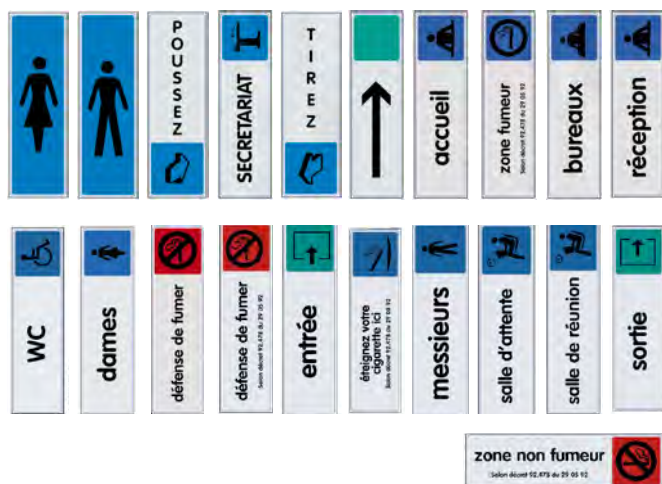 POUSSEZ
SECRETARIAT
TIREZ
accueil
zone fumeur
Selon décret 92.478 du 29 05 92
bureaux
réception
WC
dames
défense de fumer
défense de fumer
Selon décret 92.478 du 29 05 92
entrée
éteignez votre
cigarette ici
Selon décret 92.478 du 29 05 92
messieurs
salle d'attente
salle de réunion
sortie
zone non fumeur
Selon décret 92.478 du 29 05 92